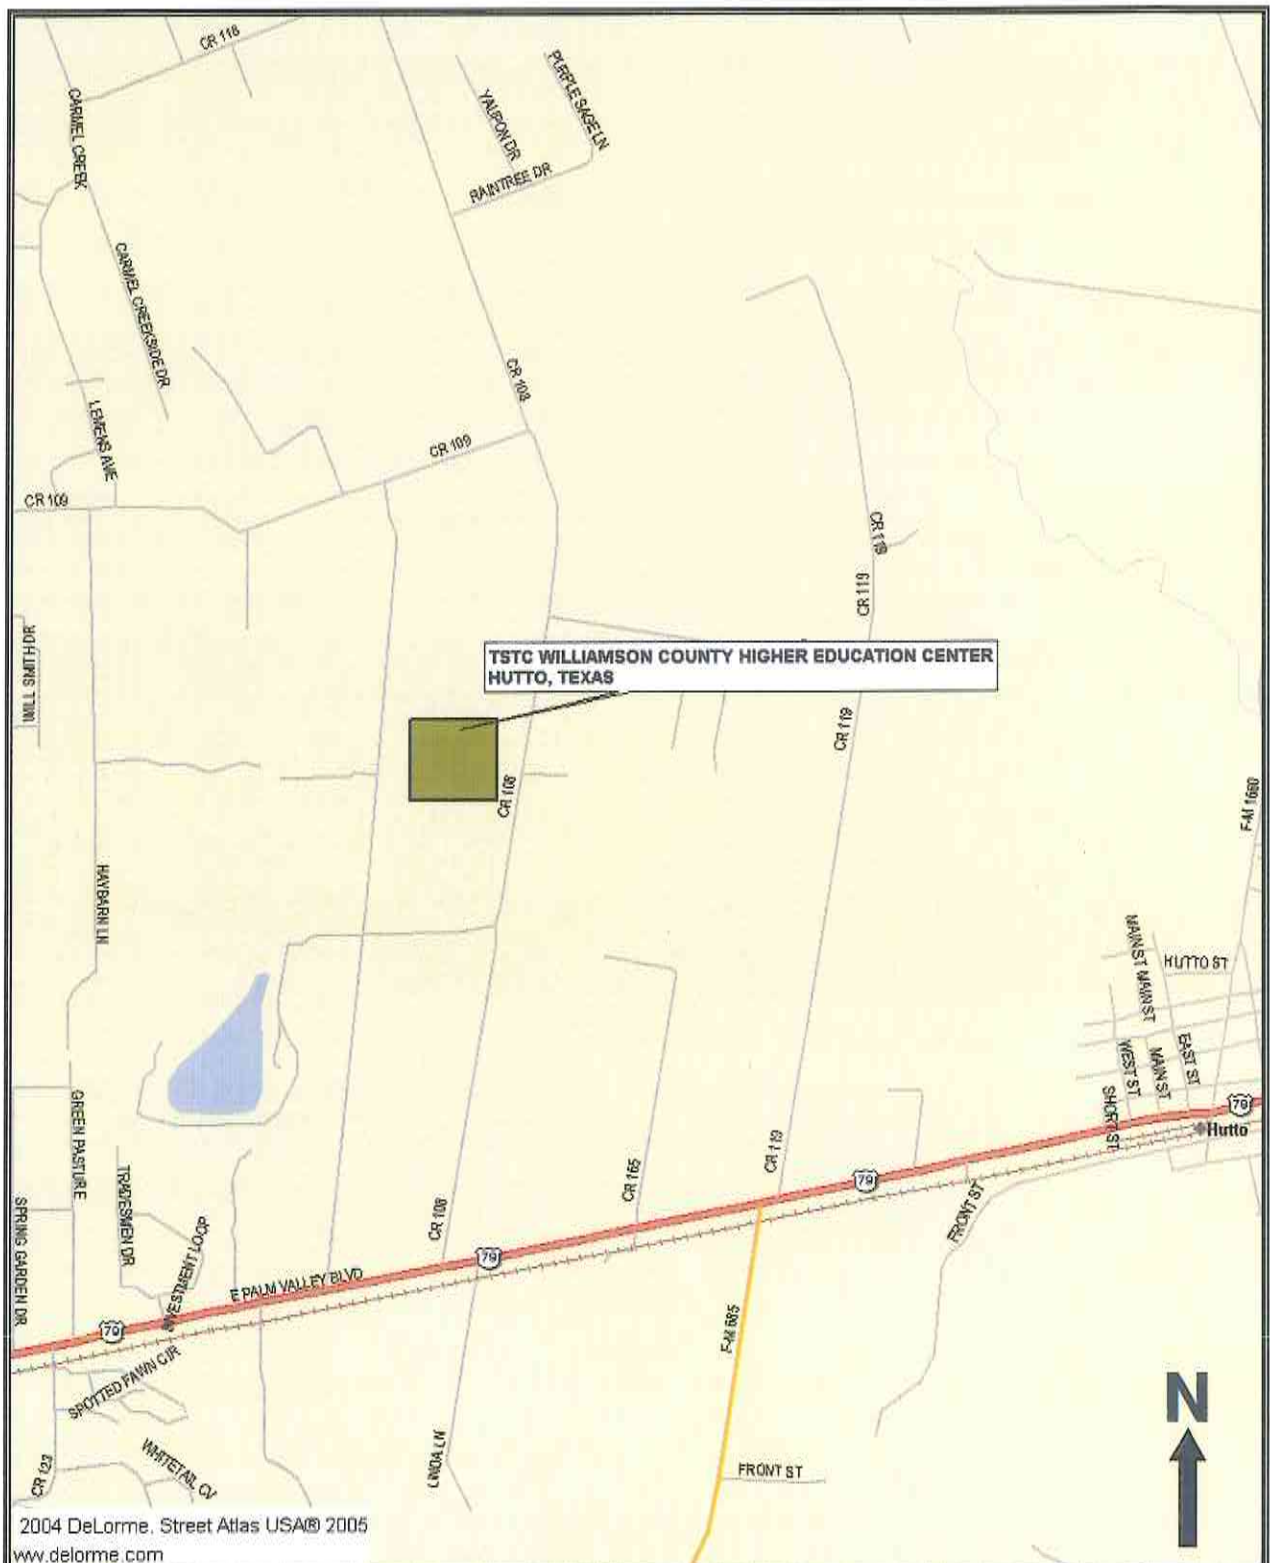 CR 118
CARMEL CREEK
YAUPON DR
PURPLE SAGE LN
RAINTREE DR
CARMEL CREEKSIDE DR
CR 108
LEMENS AVE
CR 109
CR 109
CR 119
CR 119
WILL SMITH DR
TSTC WILLIAMSON COUNTY HIGHER EDUCATION CENTER
HUTTO, TEXAS
CR 119
CR 108
F-M 1660
HAYBARN LN
MAIN ST
MAIN ST
HUTTO ST
WEST ST
MAIN ST
EAST ST
SHORT ST
79
Hutto
GREEN PASTURE
TRADESMEN DR
CR 165
CR 119
79
SPRING GARDEN DR
INVESTMENT LOOP
CR 108
FRONT ST
79
E PALM VALLEY BLVD
79
F-M 685
SPOTTED FAWN CIR
N
CR 123
WHITETAIL CV
LINDA LN
FRONT ST
2004 DeLorme. Street Atlas USA® 2005
ww.delorme.com